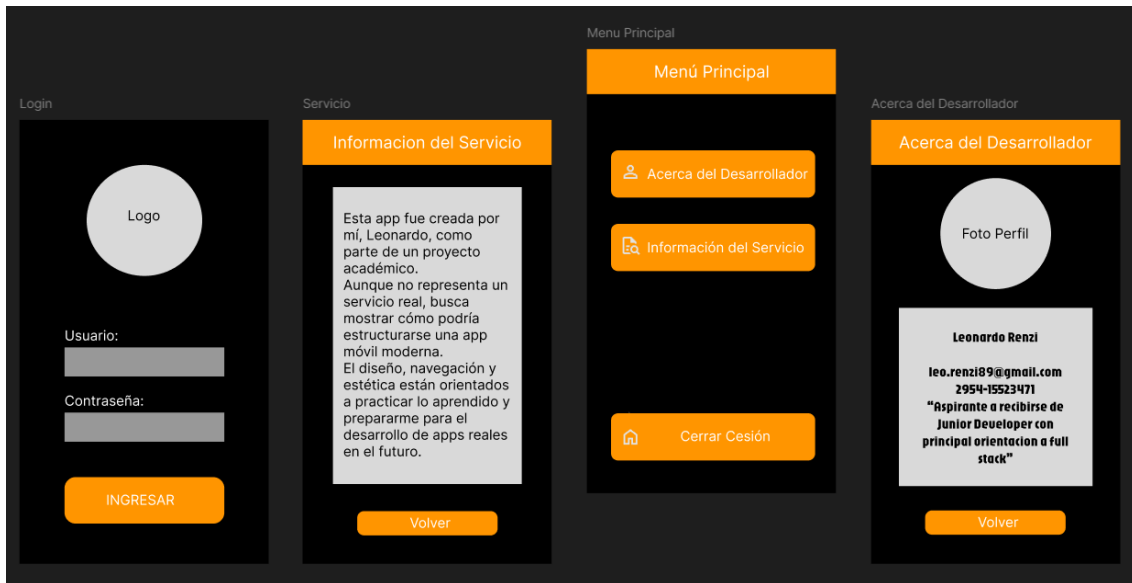 Login
Logo
Usuario:
Contraseña:
INGRESAR
Servicio
Informacion del Servicio
Esta app fue creada por
mí, Leonardo, como
parte de un proyecto
académico.
Aunque no representa un
servicio real, busca
mostrar cómo podría
estructurarse una app
móvil moderna.
El diseño, navegación y
estética están orientados
a practicar lo aprendido y
prepararme para el
desarrollo de apps reales
en el futuro.
Volver
Menu Principal
Menú Principal
Acerca del Desarrollador
Información del Servicio
Cerrar Cesión
Acerca del Desarrollador
Acerca del Desarrollador
Foto Perfil
Leonardo Renzi
leo.renzi89@gmail.com
2954-15523471
“Aspirante a recibirse de
Junior Developer con
principal orientacion a full
stack”
Volver